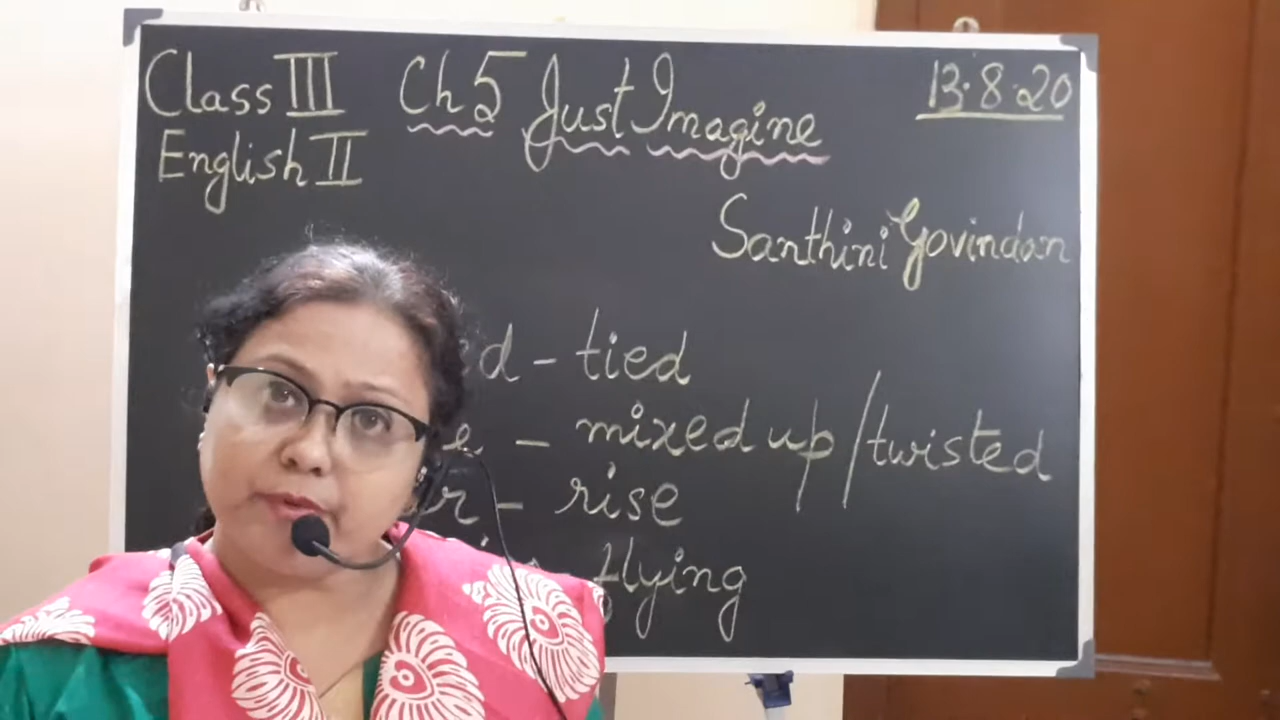 Class III Ch 5 Just Imagine 13.8.20
English II
Santhini Govindan
d - tied
e - mixed up/twisted
r - rise
flying